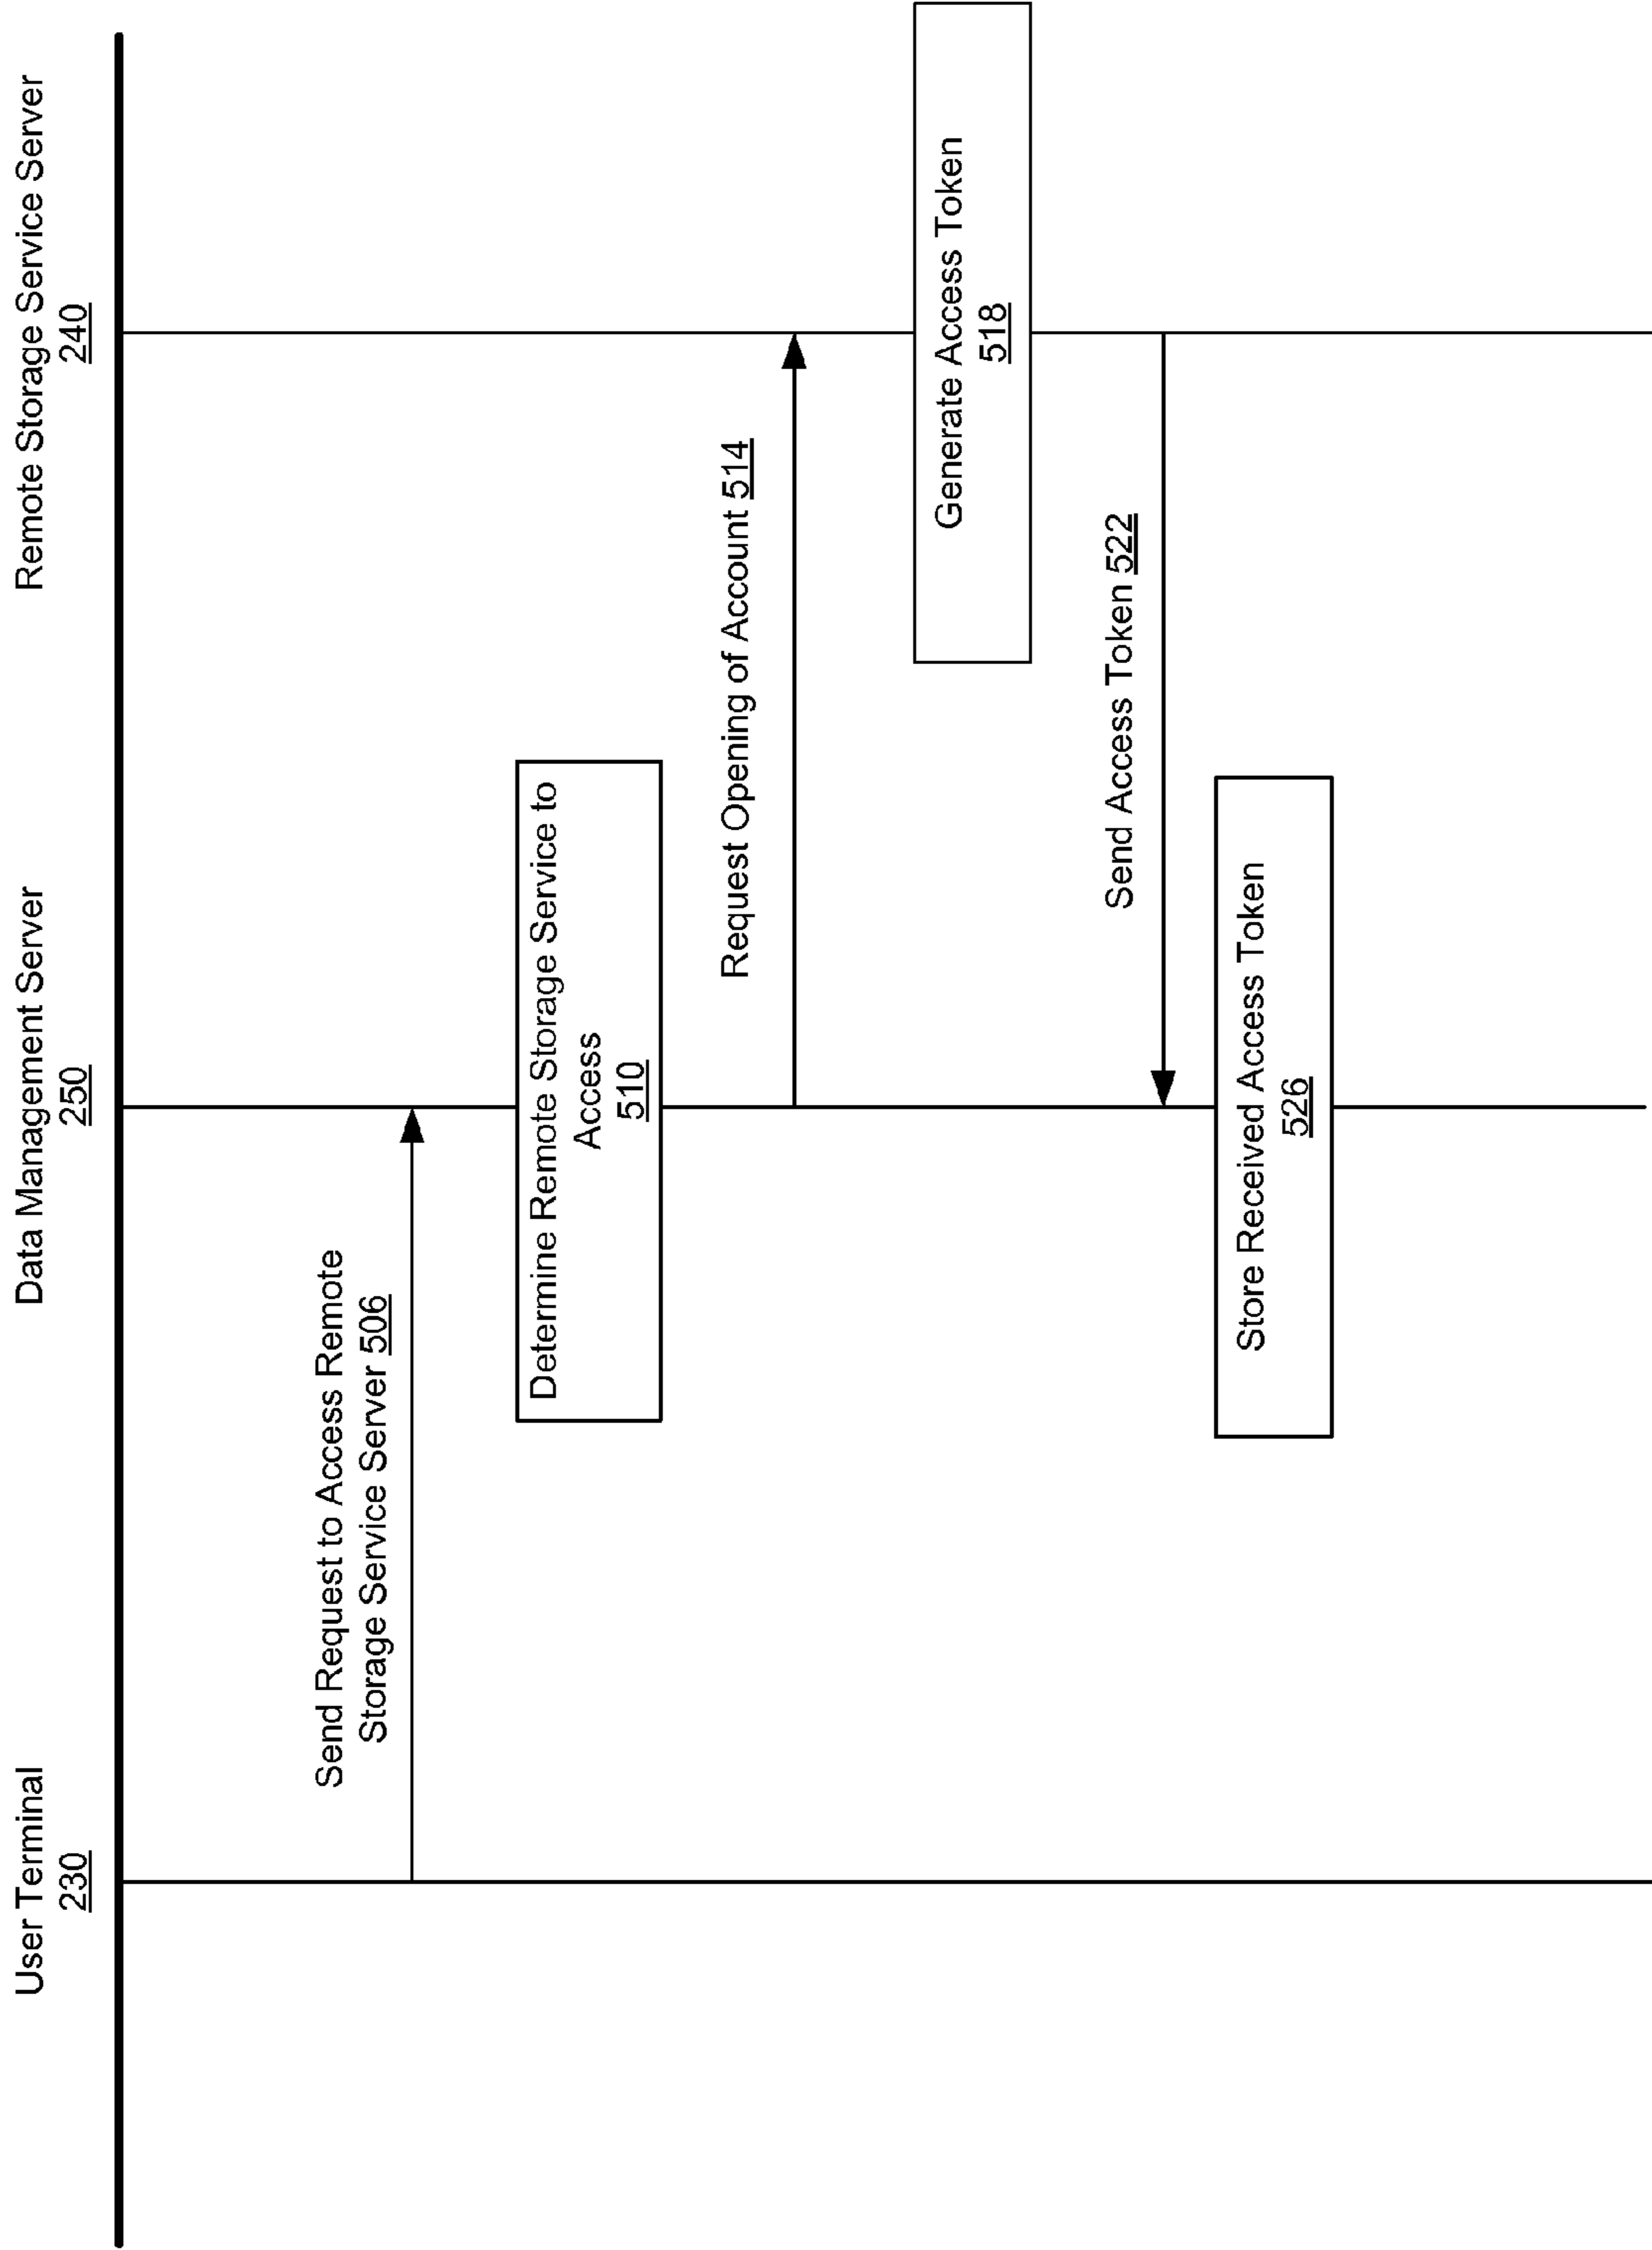 User Terminal
230
Data Management Server
250
Remote Storage Service Server
240
Send Request to Access Remote
Storage Service Server 506
Determine Remote Storage Service to
Access
510
Request Opening of Account 514
Generate Access Token
518
Send Access Token 522
Store Received Access Token
526